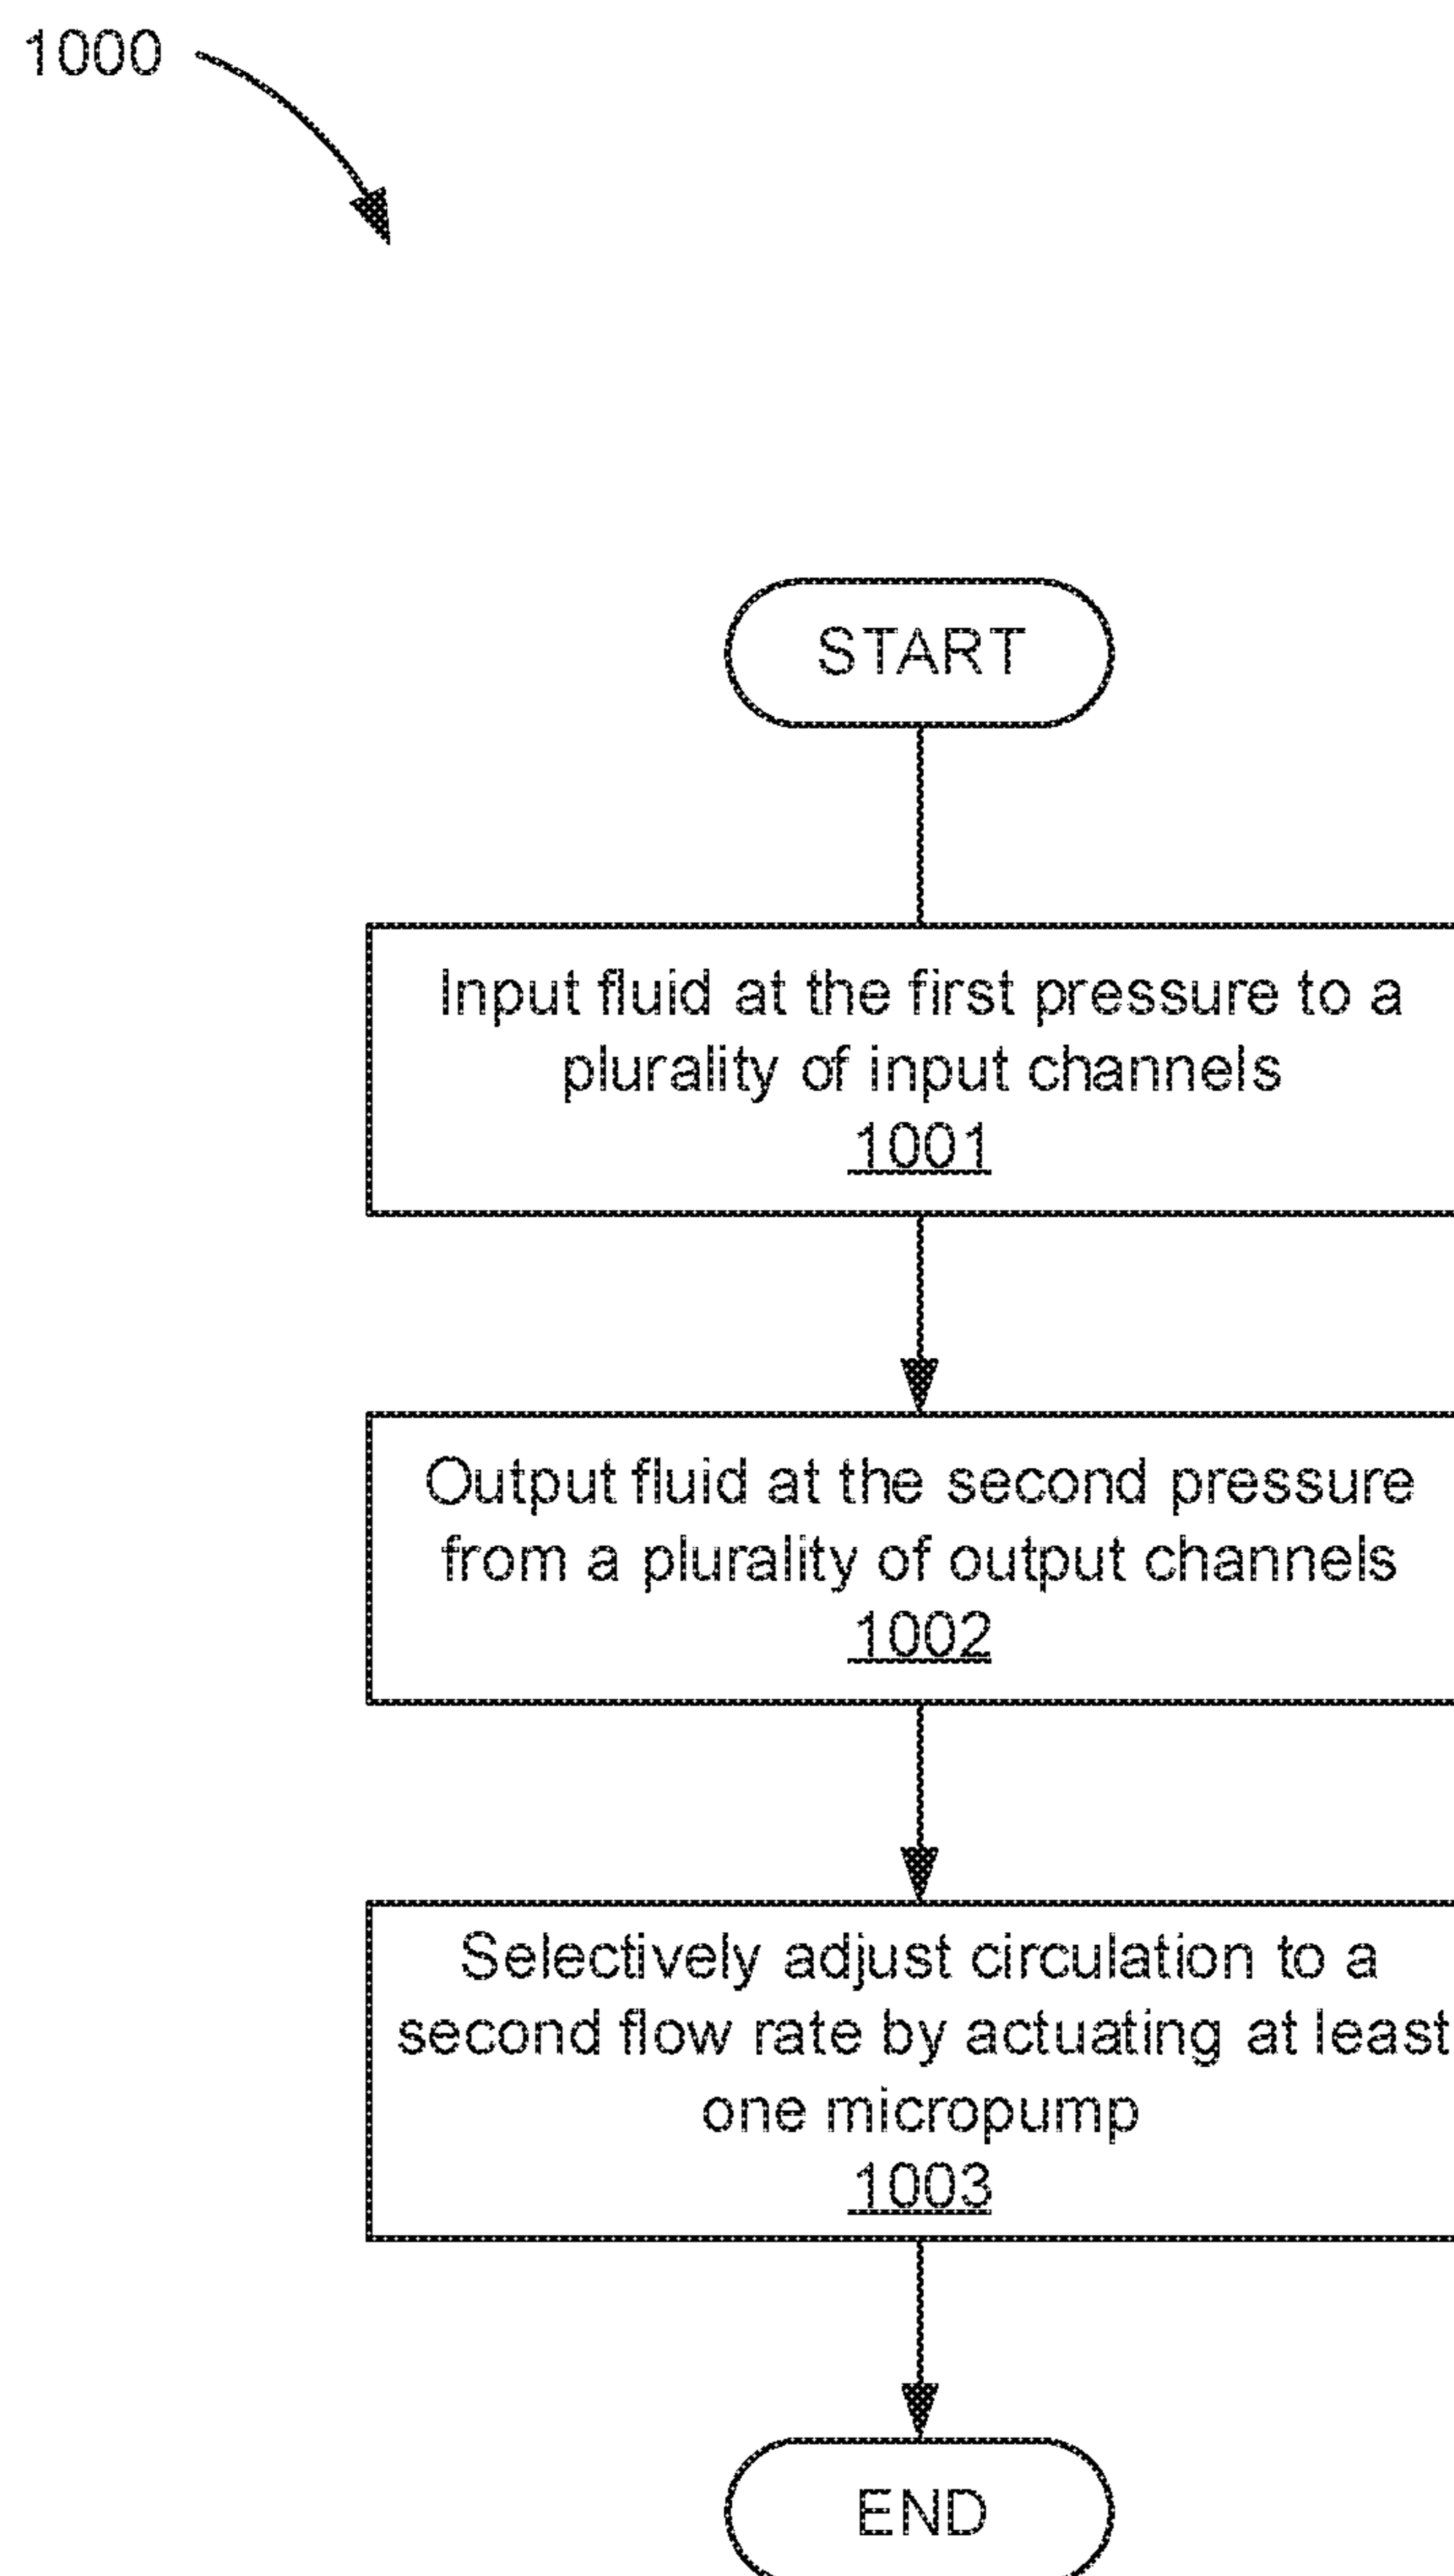 1000
START
Input fluid at the first pressure to a
plurality of input channels
1001
Output fluid at the second pressure
from a plurality of output channels
1002
Selectively adjust circulation to a
second flow rate by actuating at least
one micropump
1003
END